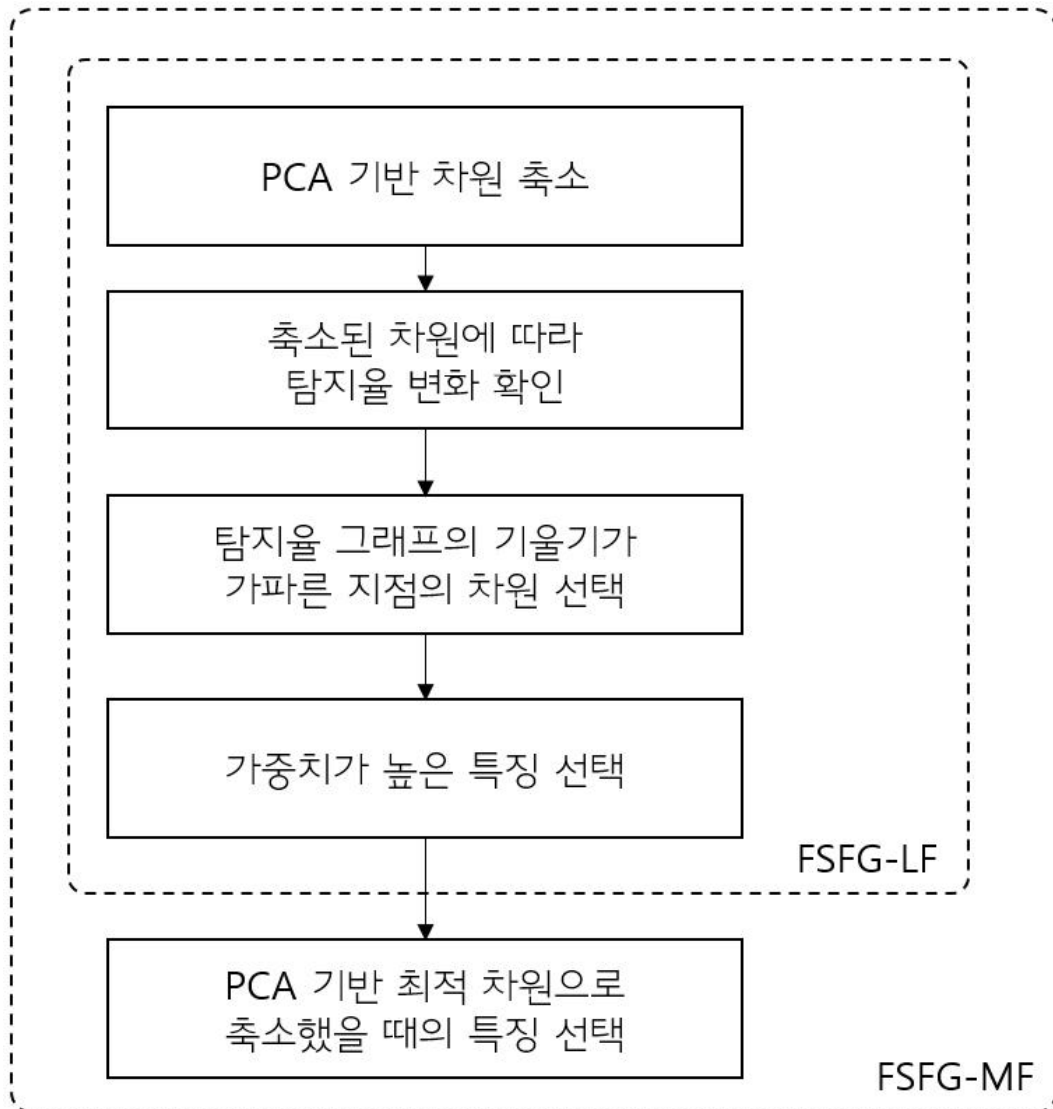 PCA 기반 차원 축소
축소된 차원에 따라
탐지율 변화 확인
탐지율 그래프의 기울기가
가파른 지점의 차원 선택
가중치가 높은 특징 선택
FSFG-LF
PCA 기반 최적 차원으로
축소했을 때의 특징 선택
FSFG-MF